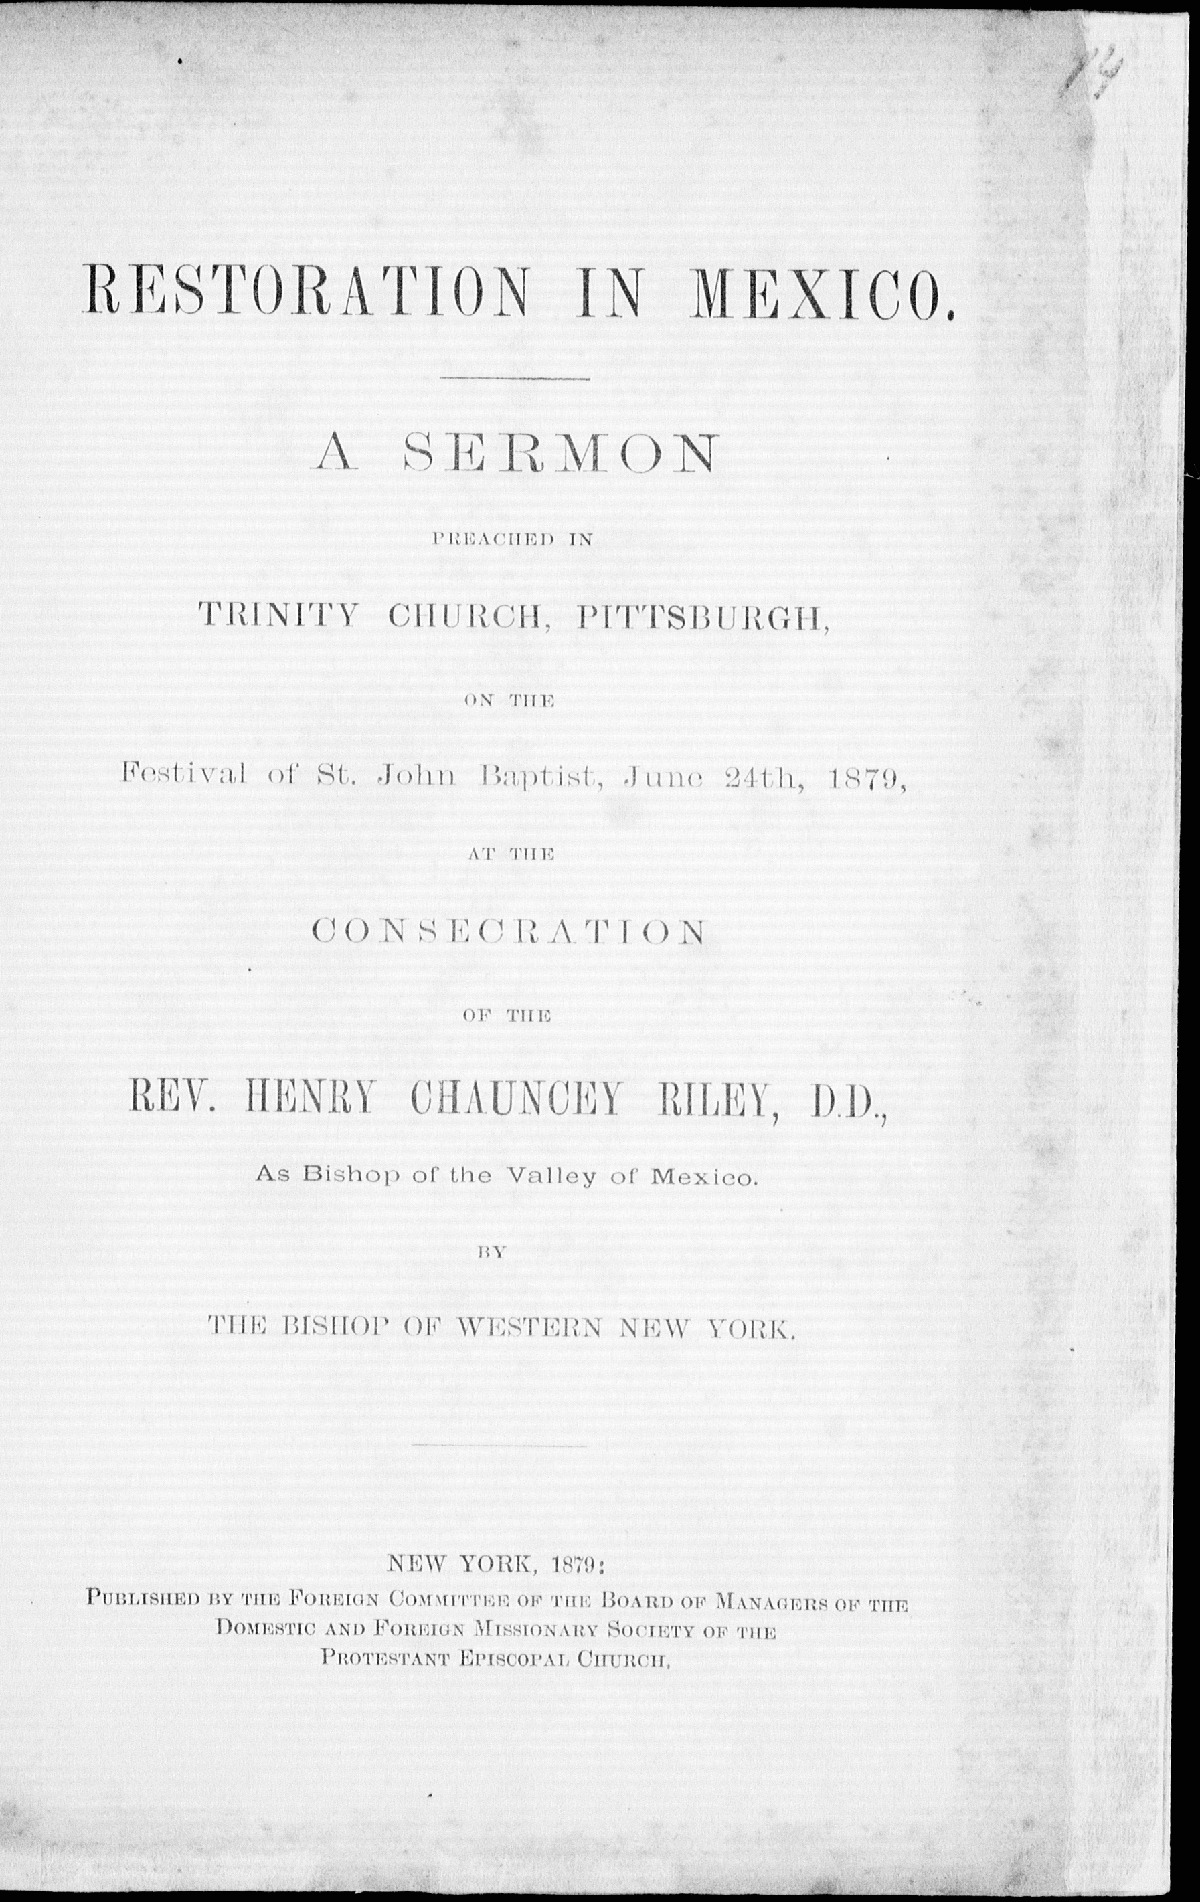 14
RESTORATION IN MEXICO.
A SERMON
PREACHED IN
TRINITY CHURCH, PITTSBURGH,
ON THE
Festival of St. John Baptist, June 24th, 1879,
AT THE
CONSECRATION
OF THE
REV. HENRY CHAUNCEY RILEY, D.D.,
As Bishop of the Valley of Mexico.
BY
THE BISHOP OF WESTERN NEW YORK.
NEW YORK, 1879:
PUBLISHED BY THE FOREIGN COMMITTEE OF THE BOARD OF MANAGERS OF THE
DOMESTIC AND FOREIGN MISSIONARY SOCIETY OF THE
PROTESTANT EPISCOPAL CHURCH,